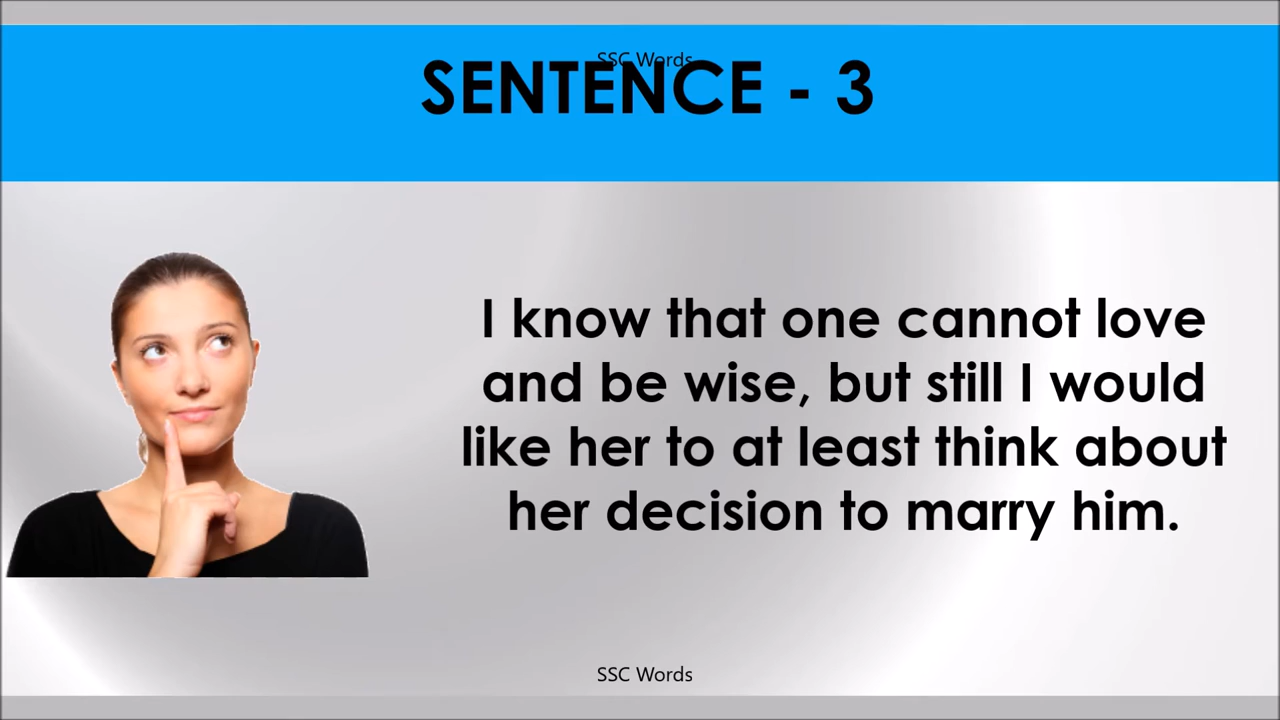 SSC Words
SENTENCE - 3
I know that one cannot love
and be wise, but still I would
like her to at least think about
her decision to marry him.
SSC Words